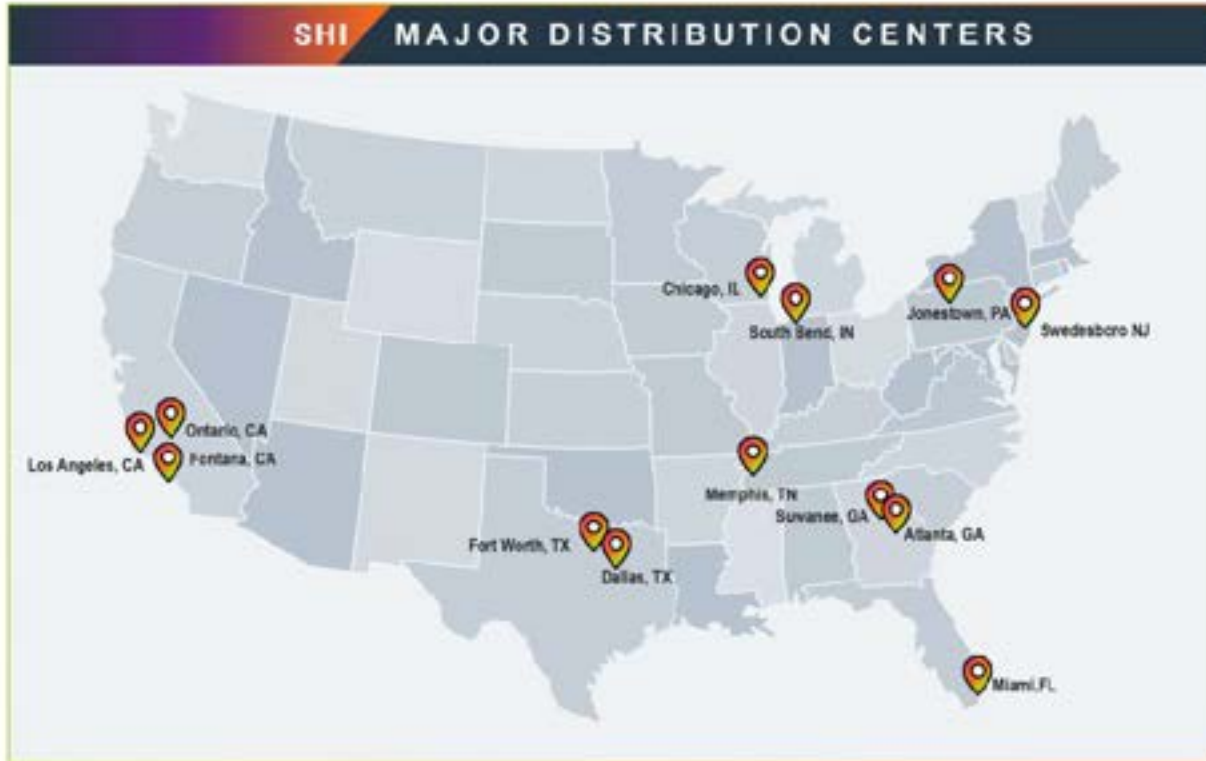 SHI MAJOR DISTRIBUTION CENTERS
Chicago, IL
South Bend, IN
Jonestown, PA
Swedesboro NJ
Ontario, CA
Los Angeles, CA
Fontana, CA
Memphis, TN
Suwanee, GA
Atlanta, GA
Fort Worth, TX
Dallas, TX
Miami,FL